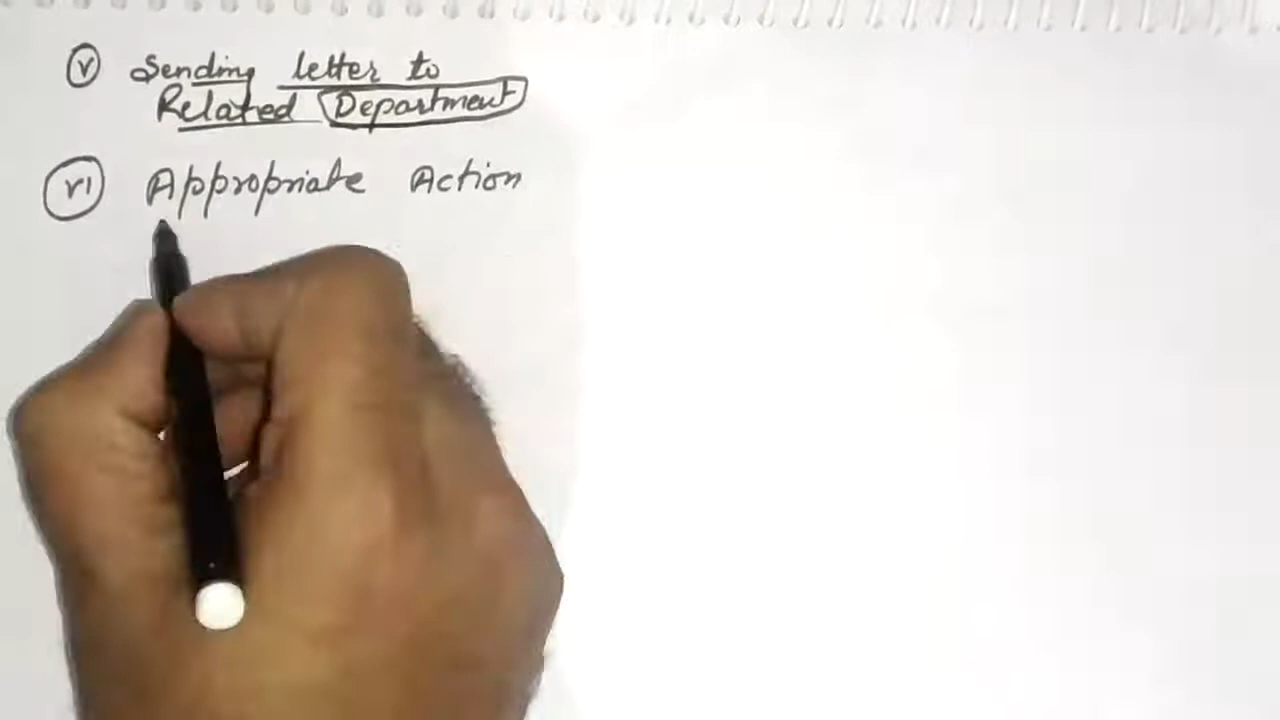 (v) Sending letter to
Related Department
(vi) Appropriate Action